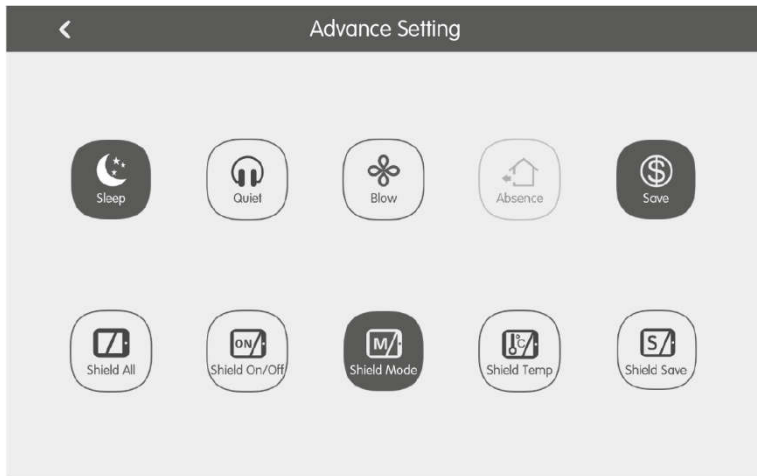 Advance Setting
Sleep
Quiet
Blow
Absence
Save
ON/
M/
°C
S/
Shield All
Shield On/Off
Shield Mode
Shield Temp
Shield Save